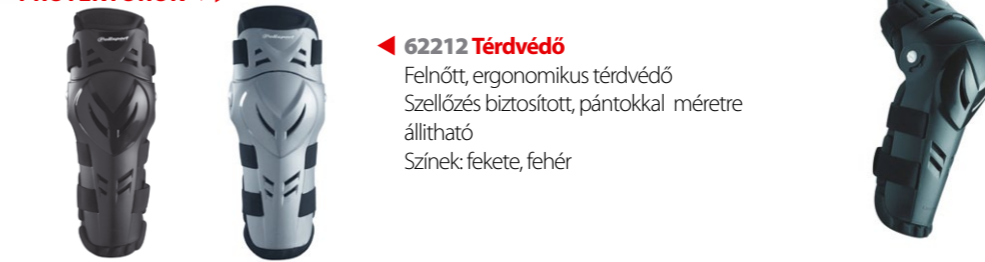 62212 Térdvédő
Felnőtt, ergonomikus térdvédő
Szellőzés biztosított, pántokkal méretre
állitható
Színek: fekete, fehér